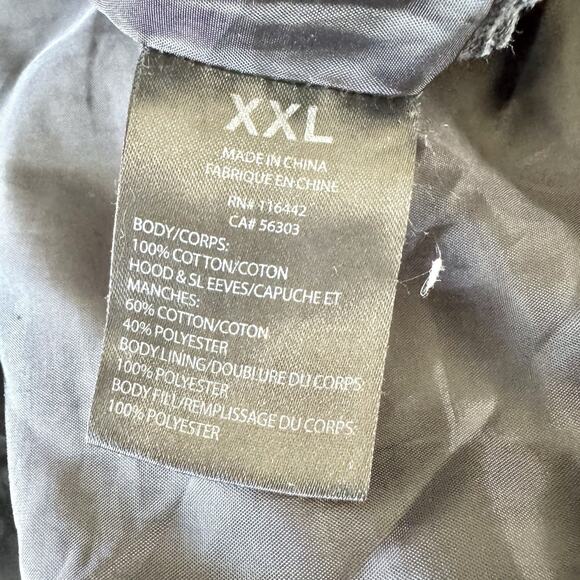 XXL
MADE IN CHINA
FABRIQUE EN CHINE
RN# 116442
CA# 56303
BODY/CORPS:
100% COTTON/COTON
HOOD & SLEEVES/CAPUCHE ET
MANCHES:
60% COTTON/COTON
40% POLYESTER
BODY LINING/DOUBLURE DU CORPS:
100% POLYESTER
BODY FILL/REMPLISSAGE DU CORPS:
100% POLYESTER